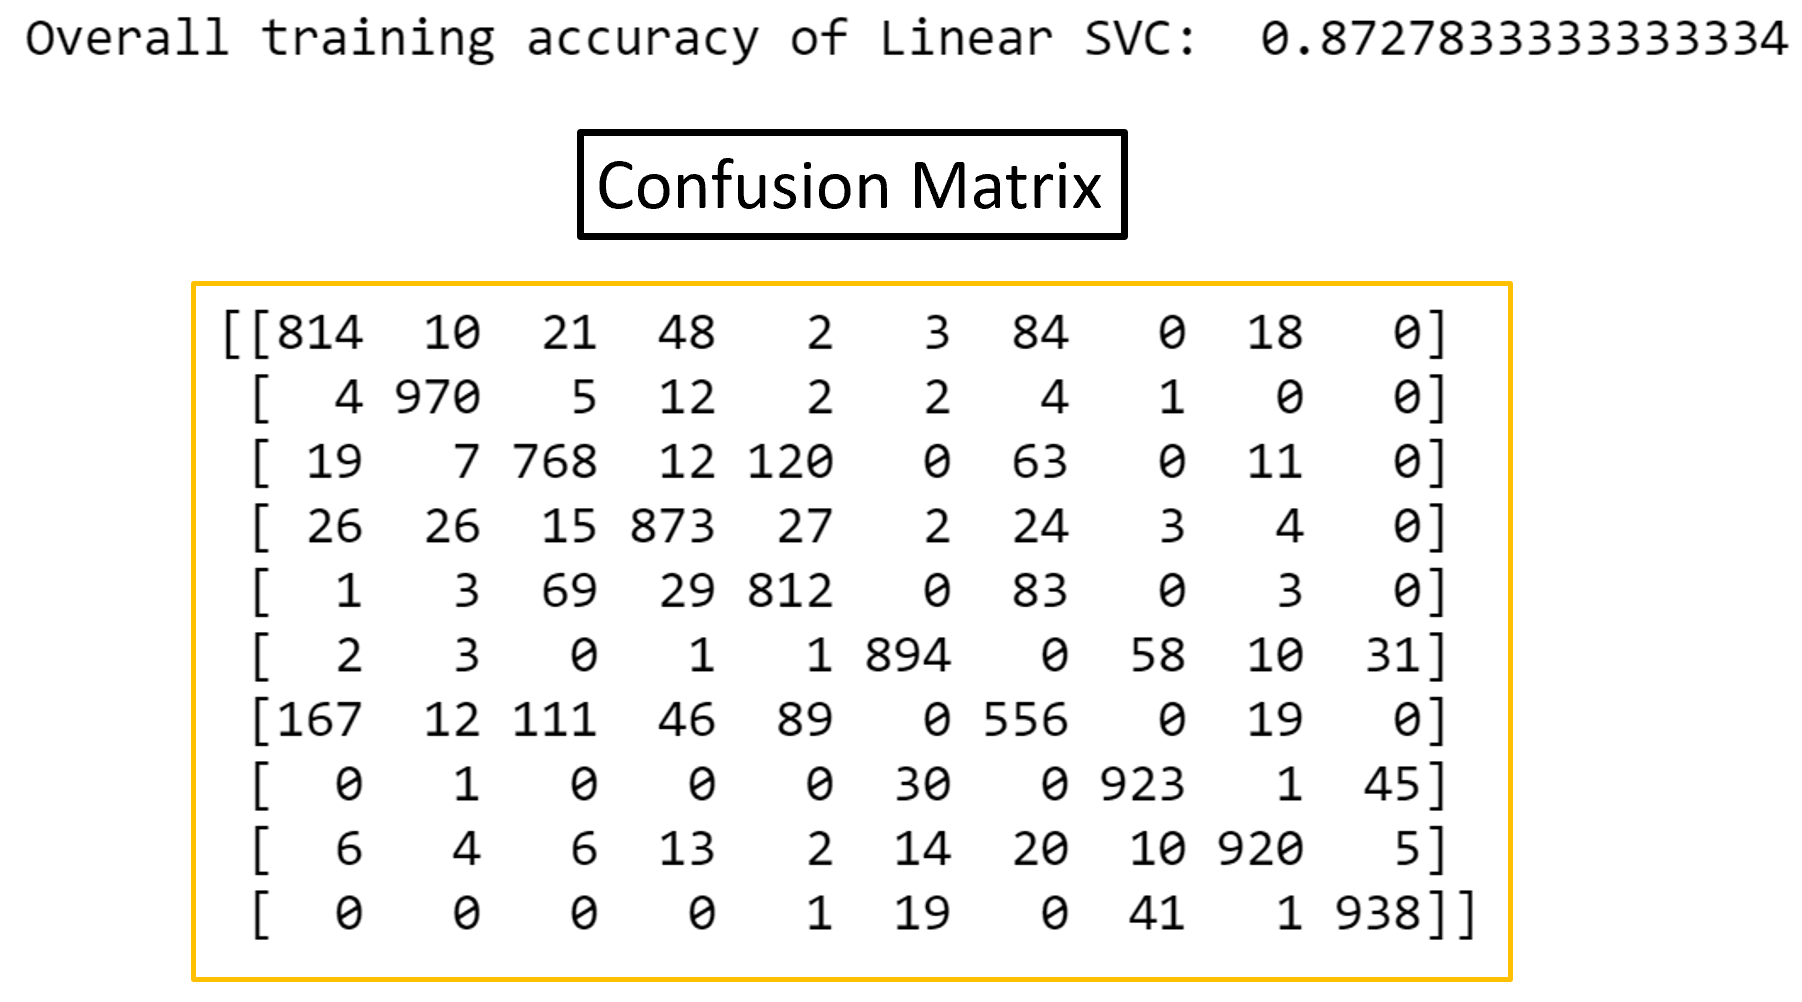 Overall training accuracy of Linear SVC:  0.8727833333333334
Confusion Matrix
[[814  10  21  48   2   3  84   0  18   0]
 [  4 970   5  12   2   2   4   1   0   0]
 [ 19   7 768  12 120   0  63   0  11   0]
 [ 26  26  15 873  27   2  24   3   4   0]
 [  1   3  69  29 812   0  83   0   3   0]
 [  2   3   0   1   1 894   0  58  10  31]
 [167  12 111  46  89   0 556   0  19   0]
 [  0   1   0   0   0  30   0 923   1  45]
 [  6   4   6  13   2  14  20  10 920   5]
 [  0   0   0   0   1  19   0  41   1 938]]